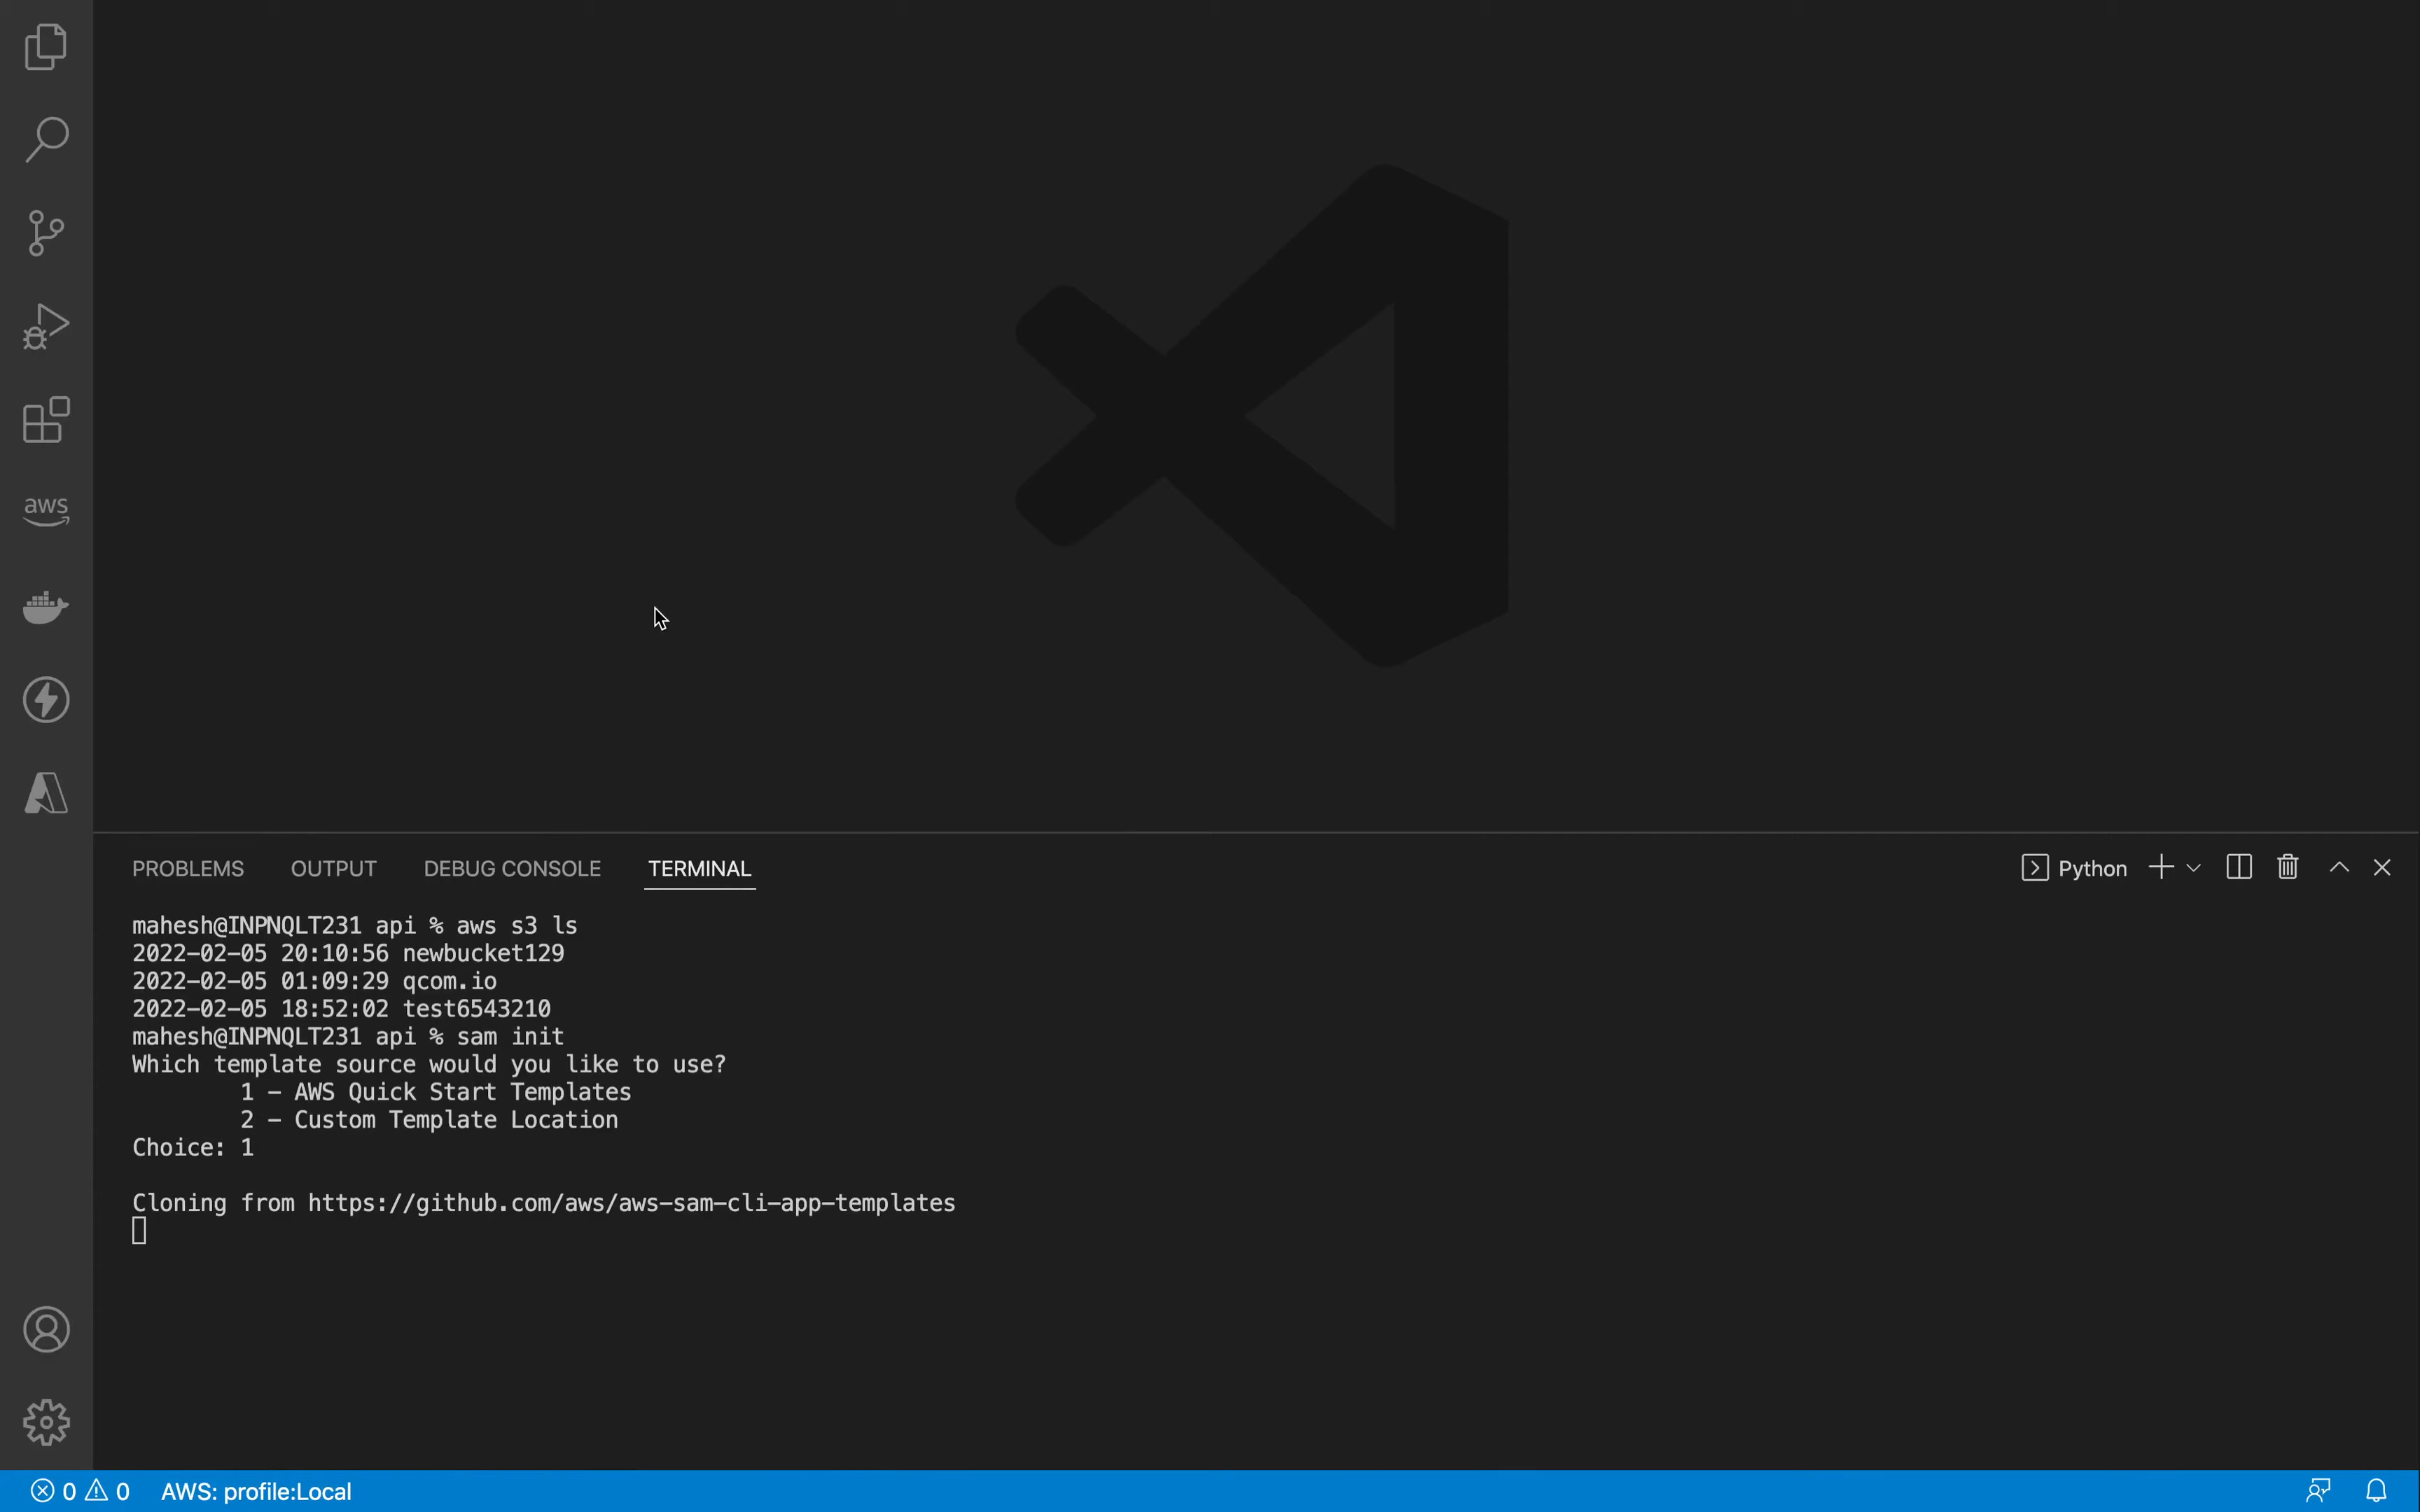 aws
PROBLEMS OUTPUT DEBUG CONSOLE TERMINAL Python
mahesh@INPNQLT231 api % aws s3 ls
2022-02-05 20:10:56 newbucket129
2022-02-05 01:09:29 qcom.io
2022-02-05 18:52:02 test6543210
mahesh@INPNQLT231 api % sam init
Which template source would you like to use?
1 - AWS Quick Start Templates
2 - Custom Template Location
Choice: 1
Cloning from https://github.com/aws/aws-sam-cli-app-templates
0 0 AWS: profile:Local